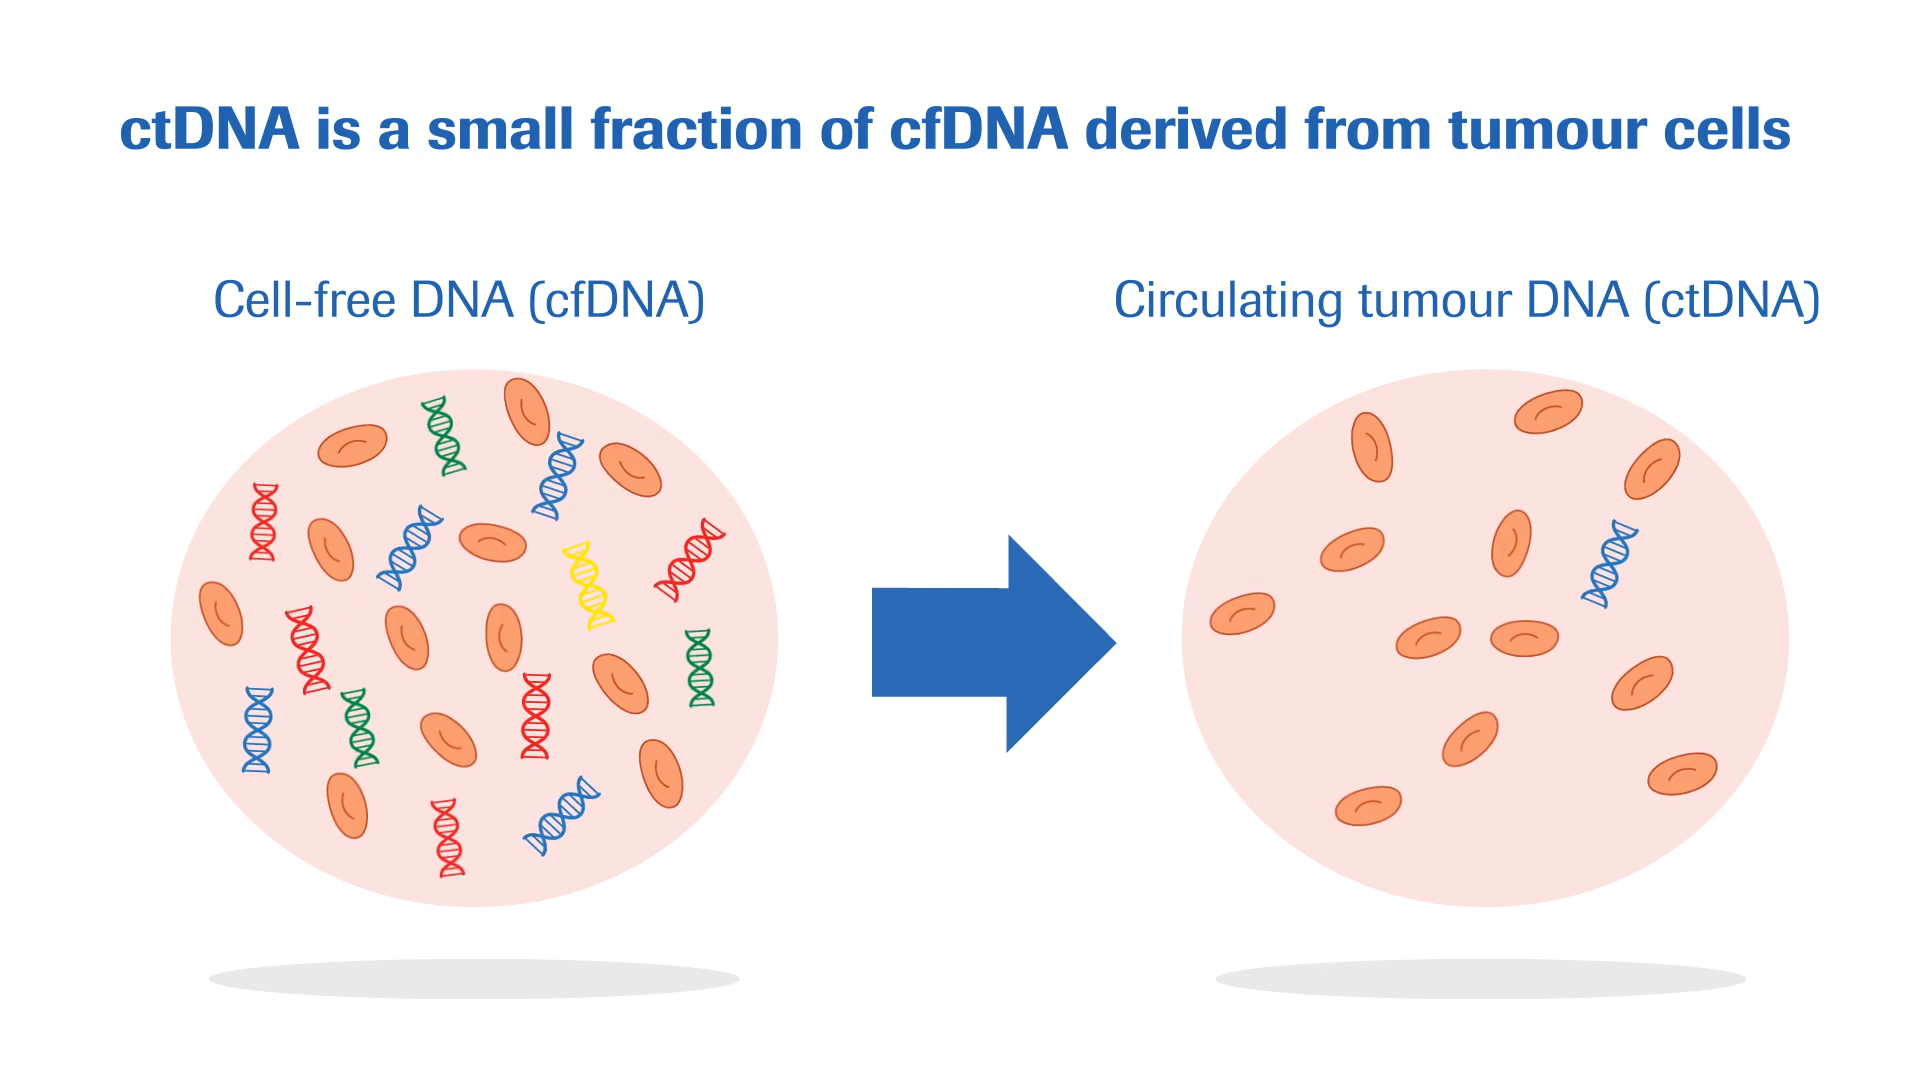 ctDNA is a small fraction of cfDNA derived from tumour cells
Cell-free DNA (cfDNA)
Circulating tumour DNA (ctDNA)